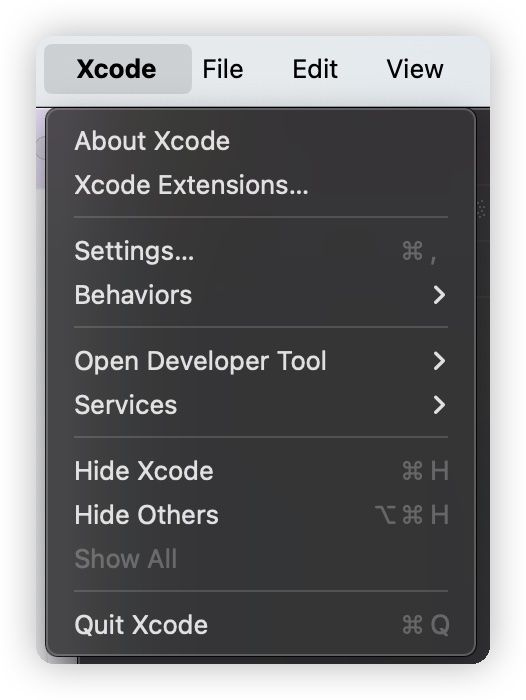 Xcode File Edit View
About Xcode
Xcode Extensions...
Settings... ⌘ ,
Behaviors >
Open Developer Tool >
Services >
Hide Xcode ⌘ H
Hide Others ⌥ ⌘ H
Show All
Quit Xcode ⌘ Q